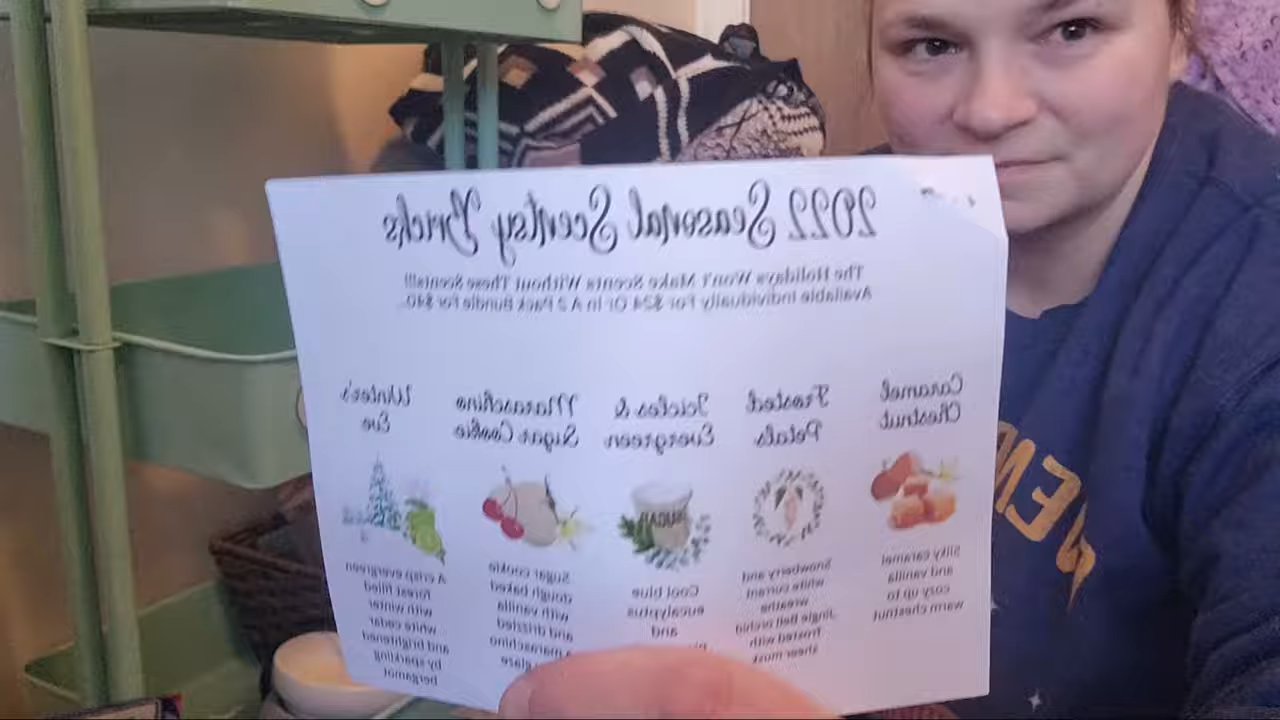 2022 Seasonal Scentsy Bricks
The Holidays Won't Make Scents Without These Scents!!!
Available Individually For $24 Or In A 2 Pack Bundle For $40.
Caramel
Chestnut
Silky caramel
and vanilla
cozy up to
warm chestnut
Frosted
Petals
Snowberry and
white currant
wreathe
Jingle Bell orchid
frosted with
sheer musk
Icicles &
Evergreen
SUGAR
Cool blue
eucalyptus
and
Maraschino
Sugar Cookie
Sugar cookie
dough baked
with vanilla
and drizzled
maraschino
glaze
Winter's
Eve
A crisp evergreen
forest filled
with winter
white cedar
and brightened
by sparkling
bergamot